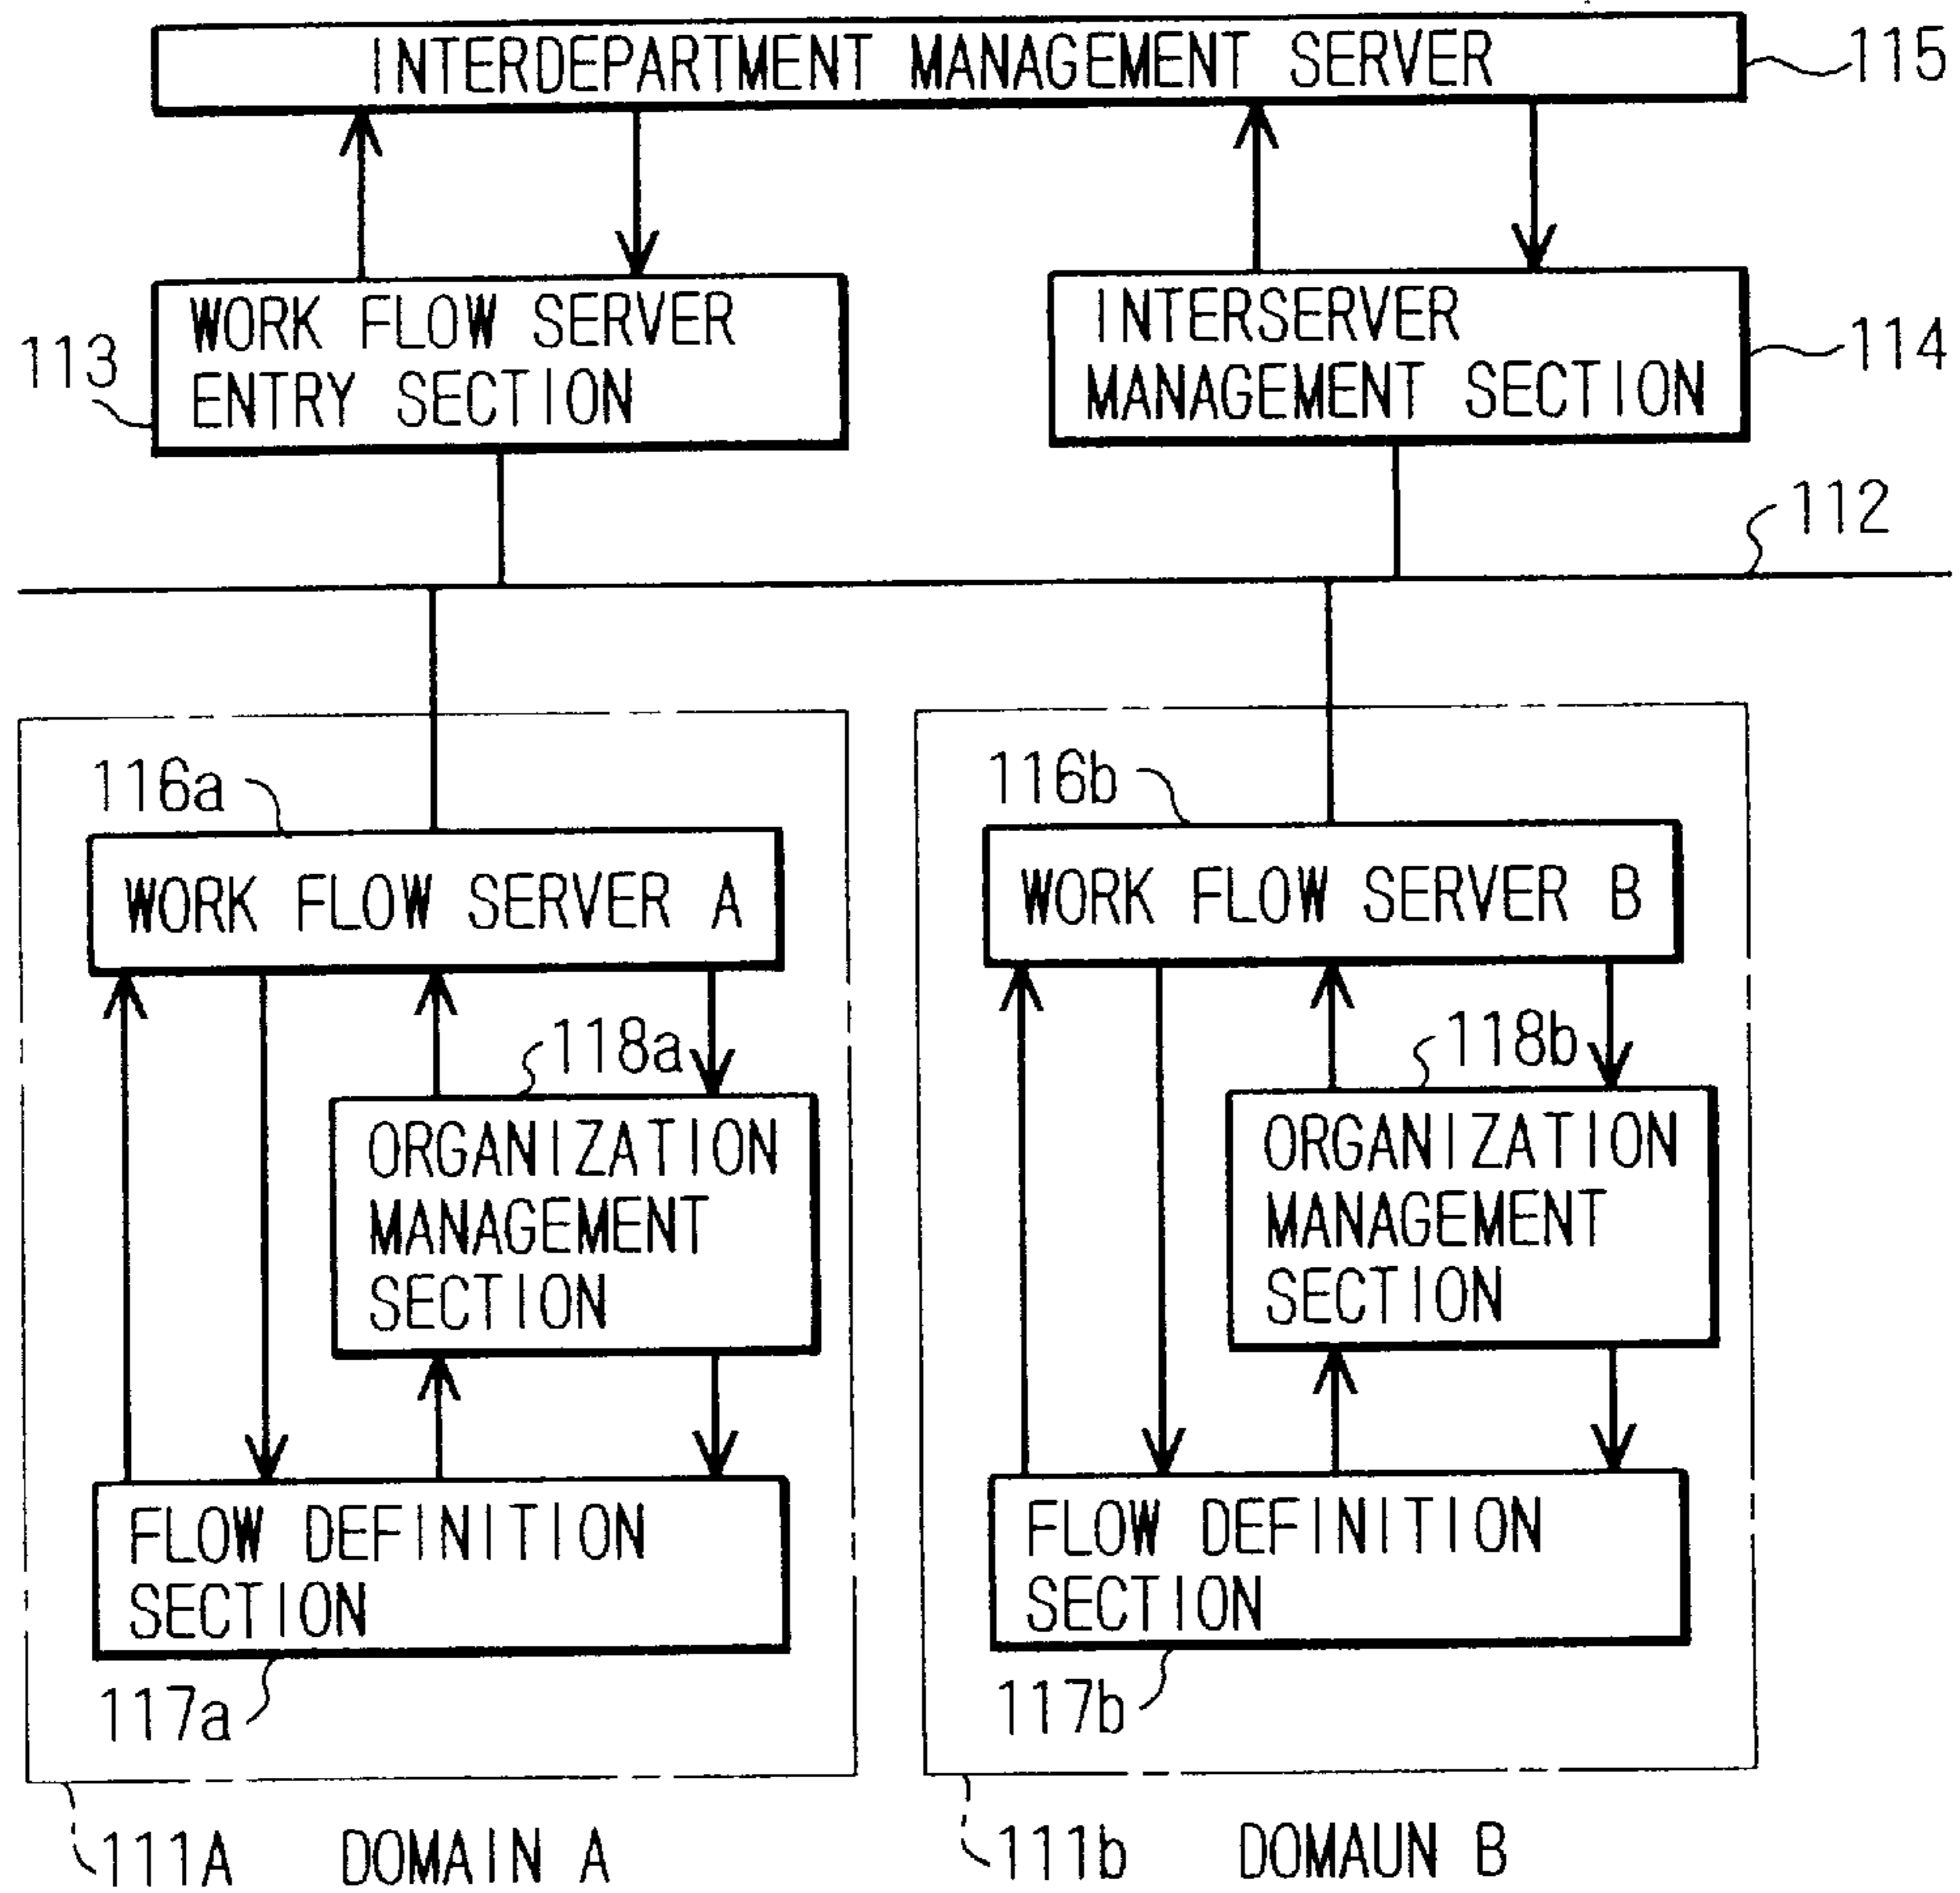 INTERDEPARTMENT MANAGEMENT SERVER
115
WORK FLOW SERVER
ENTRY SECTION
113
INTERSERVER
MANAGEMENT SECTION
114
112
116a
WORK FLOW SERVER A
118a
ORGANIZATION
MANAGEMENT
SECTION
FLOW DEFINITION
SECTION
117a
111A
DOMAIN A
116b
WORK FLOW SERVER B
118b
ORGANIZATION
MANAGEMENT
SECTION
FLOW DEFINITION
SECTION
117b
111b
DOMAUN B